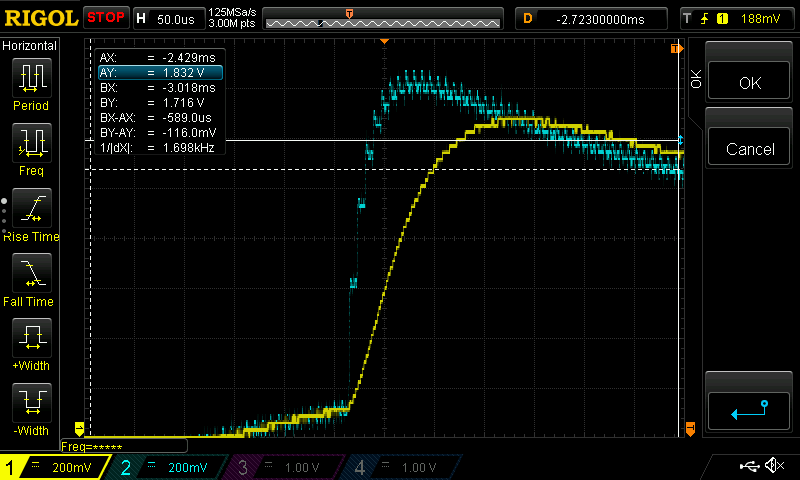 RIGOL STOP H 50.0us 125MSa/s 3.00M pts T D -2.72300000ms T 1 188mV
Horizontal
Period
Freq
Rise Time
Fall Time
+Width
-Width
AX: = -2.429ms
AY: = 1.832 V
BX: = -3.018ms
BY: = 1.716 V
BX-AX: = -589.0us
BY-AY: = -116.0mV
1/|dX|: = 1.698kHz
T
OK
OK
Cancel
T
Freq=*****
1 = 200mV 2 = 200mV 3 = 1.00 V 4 = 1.00 V